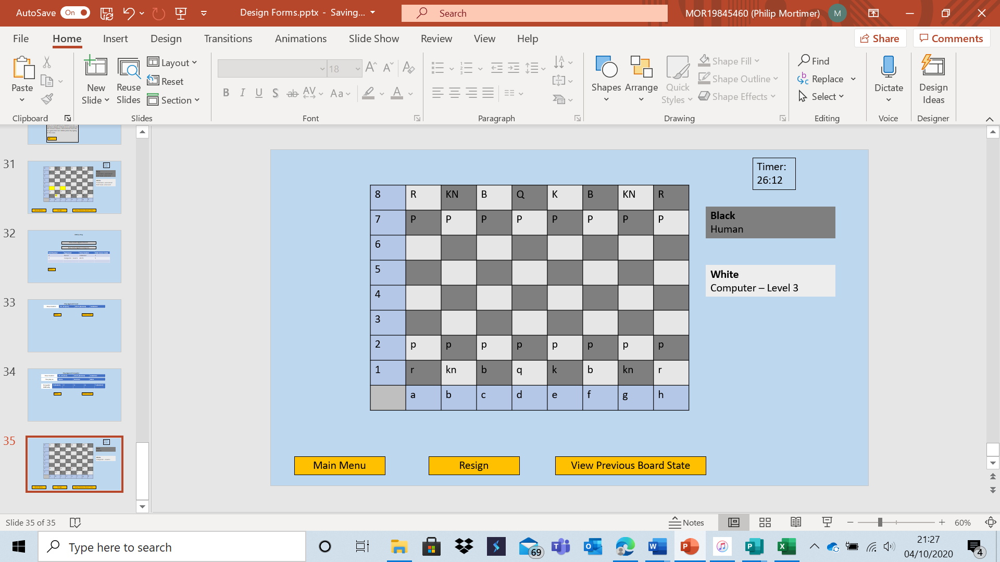 AutoSave On Design Forms.pptx - Saving... Search MOR19845460 (Philip Mortimer) M
File Home Insert Design Transitions Animations Slide Show Review View Help Share Comments
Paste
New
Slide
Reuse
Slides
Layout
Reset
Section
18
B I U S ab AV Aa A
Shapes
Arrange
Quick
Styles
Shape Fill
Shape Outline
Shape Effects
Find
Replace
Select
Dictate
Design
Ideas
Clipboard Slides Font Paragraph Drawing Editing Voice Designer
31
32
33
34
35
Timer:
26:12
8 R KN B Q K B KN R
7 P P P P P P P P
6
5
4
3
2 p p p p p p p p
1 r kn b q k b kn r
a b c d e f g h
Black
Human
White
Computer – Level 3
Main Menu Resign View Previous Board State
Slide 35 of 35 Notes 60%
Type here to search
69
21:27
04/10/2020
4